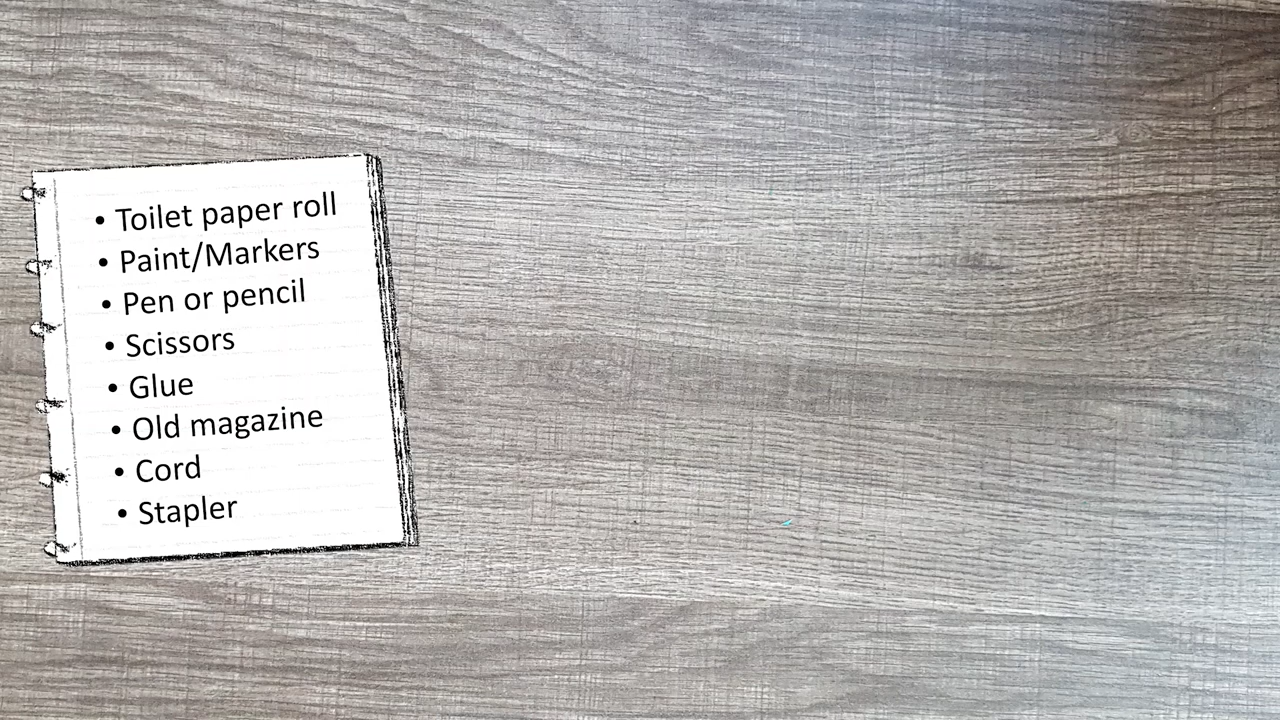 • Toilet paper roll
• Paint/Markers
• Pen or pencil
• Scissors
• Glue
• Old magazine
• Cord
• Stapler